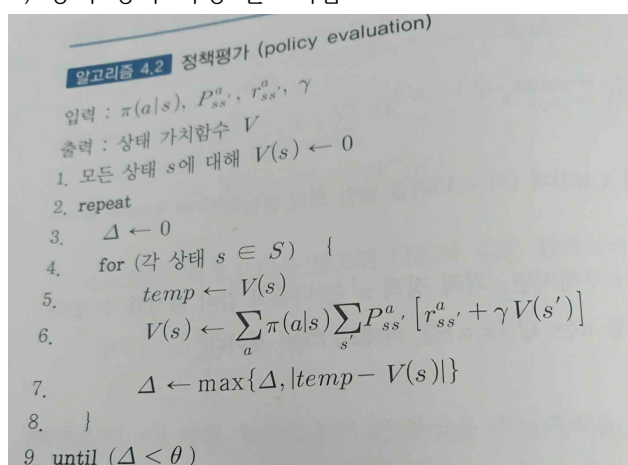 알고리즘 4.2 정책평가 (policy evaluation)
입력 : π(a|s), P^a_{ss'}, r^a_{ss'}, γ
출력 : 상태 가치함수 V
1. 모든 상태 s에 대해 V(s) ← 0
2. repeat
3. Δ ← 0
4. for (각 상태 s ∈ S) {
5. temp ← V(s)
6. V(s) ← ∑_a π(a|s) ∑_{s'} P^a_{ss'} [r^a_{ss'} + γV(s')]
7. Δ ← max{Δ, |temp − V(s)|}
8. }
9. until (Δ < θ)